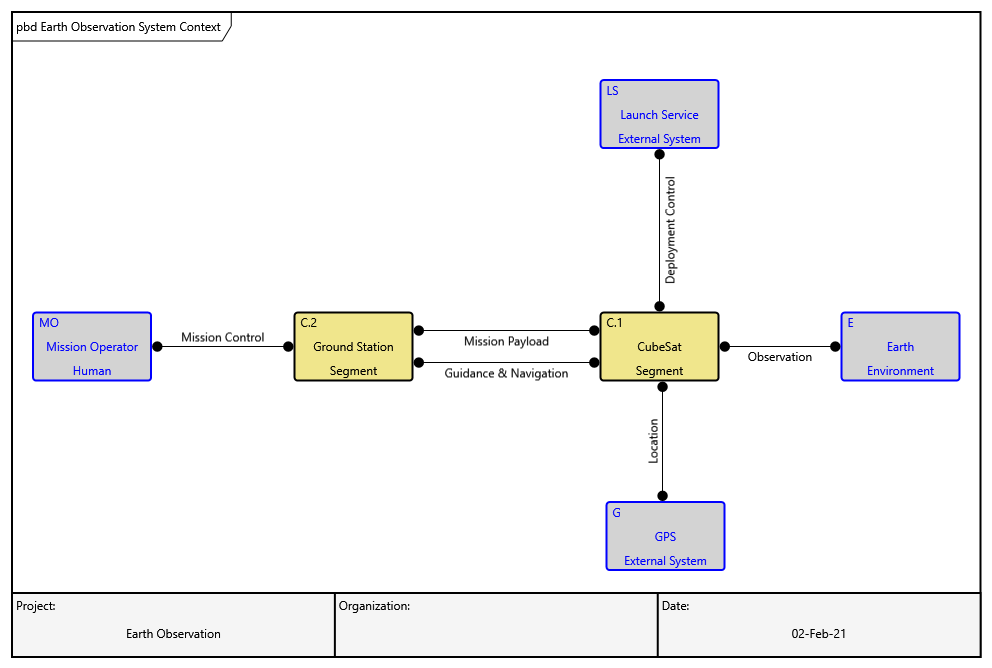 pbd Earth Observation System Context
LS
Launch Service
External System
Deployment Control
MO
Mission Operator
Human
Mission Control
C.2
Ground Station
Segment
Mission Payload
Guidance & Navigation
C.1
CubeSat
Segment
Observation
E
Earth
Environment
Location
G
GPS
External System
Project:
Earth Observation
Organization:
Date:
02-Feb-21